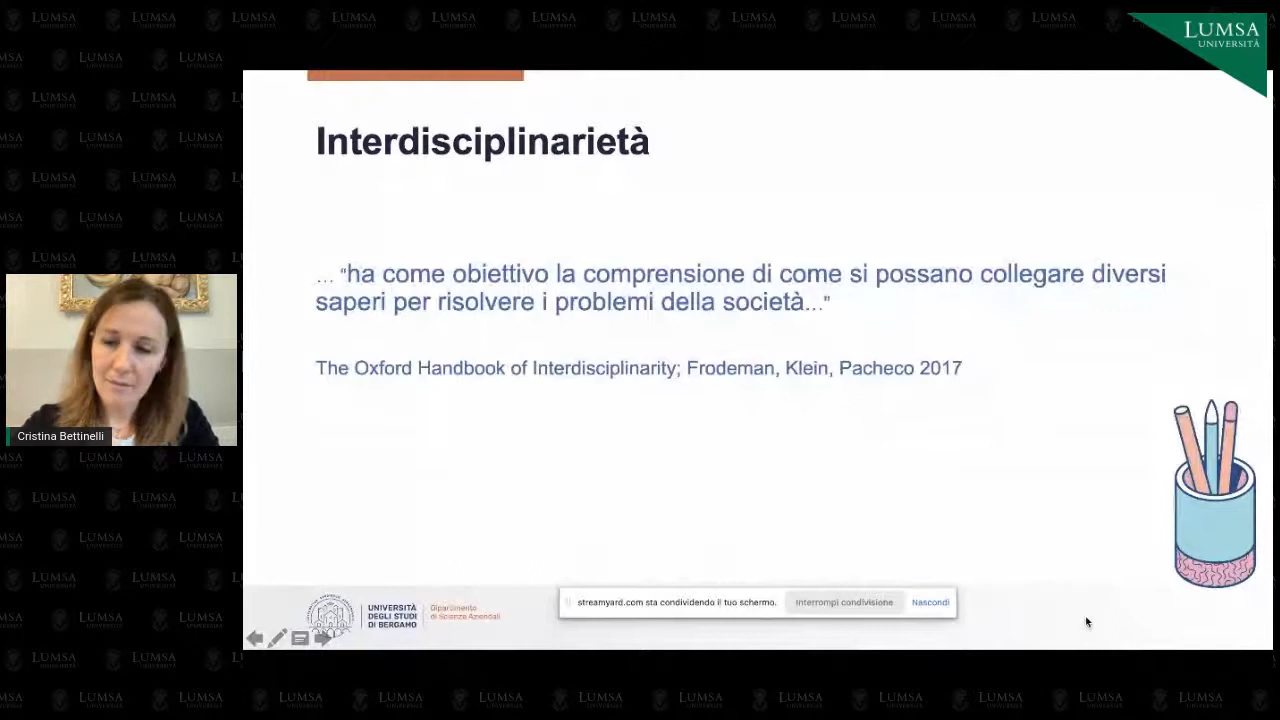 LUMSA
UNIVERSITÀ
Interdisciplinarietà
... "ha come obiettivo la comprensione di come si possano collegare diversi
saperi per risolvere i problemi della società..."
The Oxford Handbook of Interdisciplinarity; Frodeman, Klein, Pacheco 2017
Cristina Bettinelli
UNIVERSITÀ
DEGLI STUDI
DI BERGAMO
Dipartimento
di Scienze Aziendali
streamyard.com sta condividendo il tuo schermo.
Interrompi condivisione
Nascondi